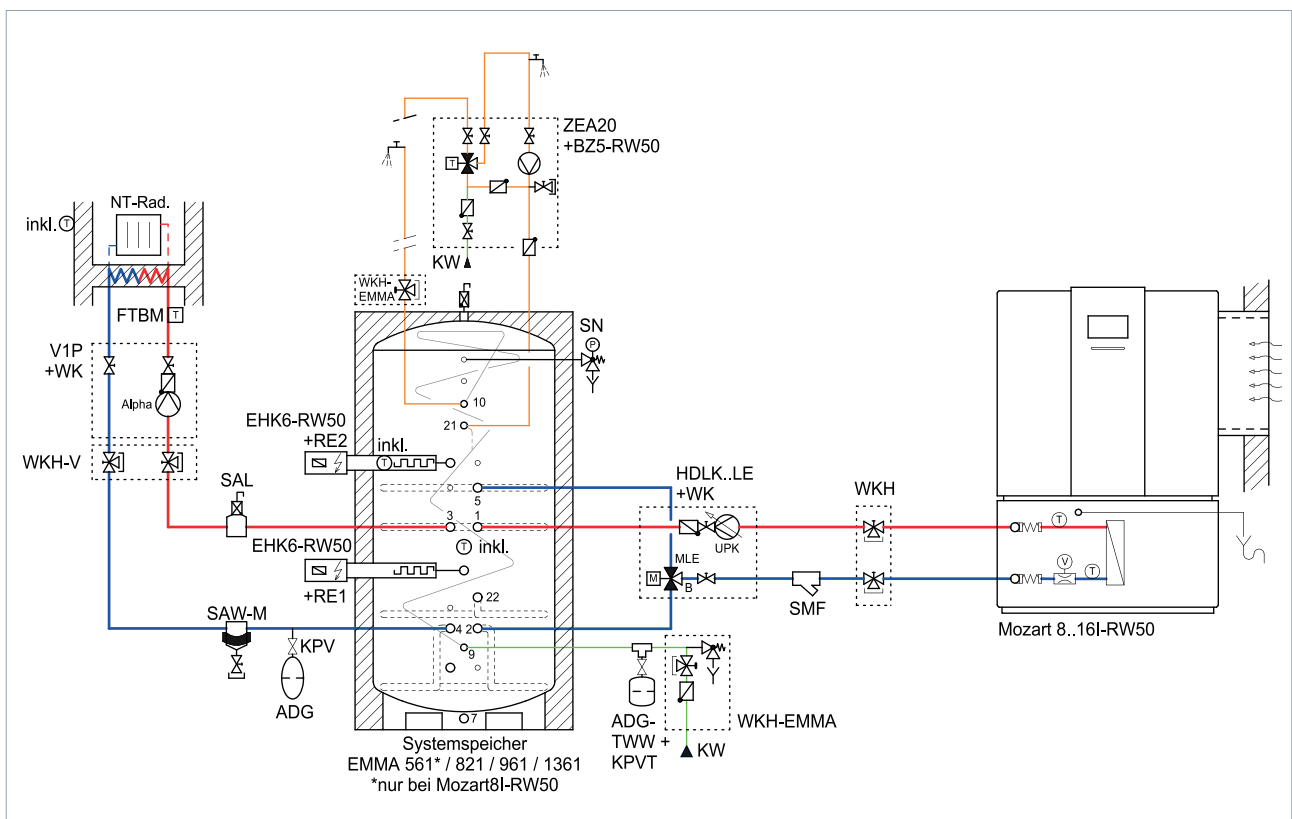 ZEA20
+BZ5-RW50
T
KW
NT-Rad.
inkl. T
FTBM T
V1P
+WK
Alpha
WKH-V
WKH-
EMMA
SN
P
10
21
EHK6-RW50
+RE2
inkl.
T
SAL
5
3
1
T inkl.
EHK6-RW50
+RE1
22
SAW-M
KPV
ADG
4
2
9
7
HDLK..LE
+WK
UPK
MLE
M
B
SMF
WKH
T
V
T
Mozart 8..16I-RW50
ADG-
TWW +
KPVT
WKH-EMMA
KW
Systemspeicher
EMMA 561* / 821 / 961 / 1361
*nur bei Mozart8I-RW50